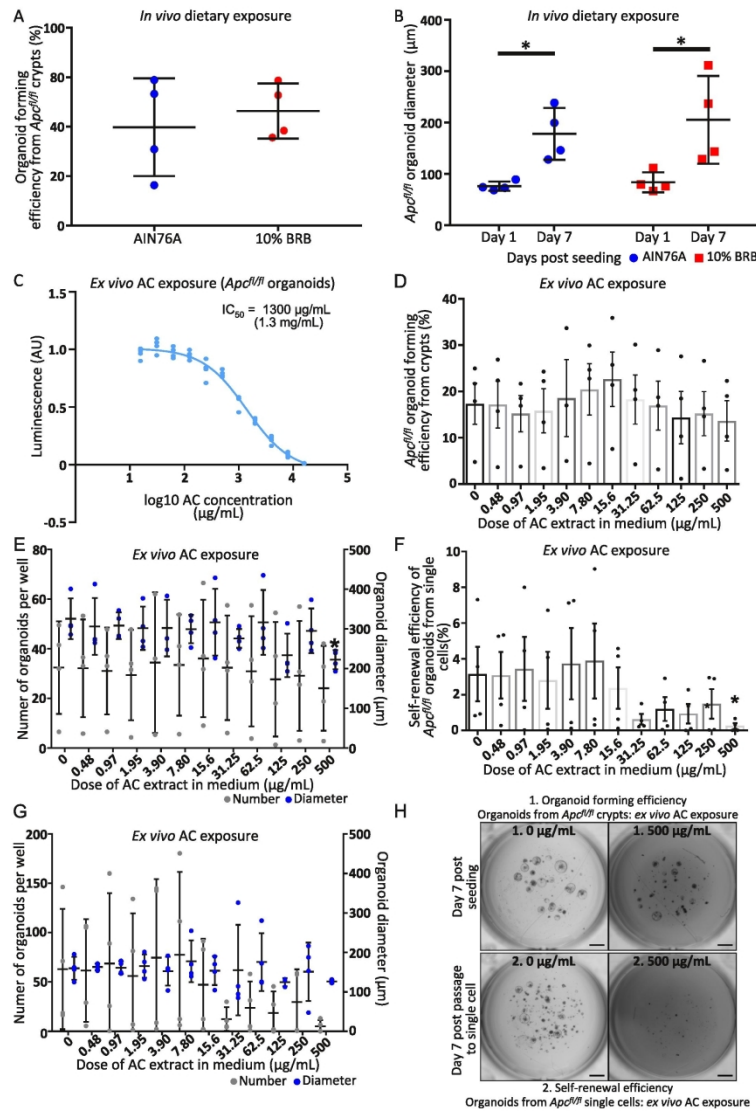 A
In vivo dietary exposure
Organoid forming
efficiency from Apcfl/fl crypts (%)
100
80
60
40
20
0
AIN76A
10% BRB
B
In vivo dietary exposure
Apcfl/fl organoid diameter (µm)
400
300
200
100
0
*
*
Day 1
Day 7
Day 1
Day 7
Days post seeding
AIN76A
10% BRB
C
Ex vivo AC exposure (Apcfl/fl organoids)
IC50 = 1300 µg/mL
(1.3 mg/mL)
Luminescence (AU)
1.5
1.0
0.5
0
-0.5
1
2
3
4
5
log10 AC concentration
(µg/mL)
D
Ex vivo AC exposure
Apcfl/fl organoid forming
efficiency from crypts (%)
40
30
20
10
0
0
0.48
0.97
1.95
3.90
7.80
15.6
31.25
62.5
125
250
500
Dose of AC extract in medium (µg/mL)
E
Ex vivo AC exposure
Numer of organoids per well
80
60
40
20
0
Organoid diameter
(µm)
500
400
300
200
100
0
*
0
0.48
0.97
1.95
3.90
7.80
15.6
31.25
62.5
125
250
500
Dose of AC extract in medium (µg/mL)
Number
Diameter
F
Ex vivo AC exposure
Self-renewal efficiency of
Apcfl/fl organoids from single
cells(%)
10
8
6
4
2
0
*
0
0.48
0.97
1.95
3.90
7.80
15.6
31.25
62.5
125
250
500
Dose of AC extract in medium (µg/mL)
G
Ex vivo AC exposure
Numer of organoids per well
200
150
100
50
0
Organoid diameter
(µm)
500
400
300
200
100
0
0
0.48
0.97
1.95
3.90
7.80
15.6
31.25
62.5
125
250
500
Dose of AC extract in medium (µg/mL)
Number
Diameter
H
1. Organoid forming efficiency
Organoids from Apcfl/fl crypts: ex vivo AC exposure
1. 0 µg/mL
1. 500 µg/mL
Day 7 post
seeding
2. 0 µg/mL
2. 500 µg/mL
Day 7 post passage
to single cell
2. Self-renewal efficiency
Organoids from Apcfl/fl single cells: ex vivo AC exposure